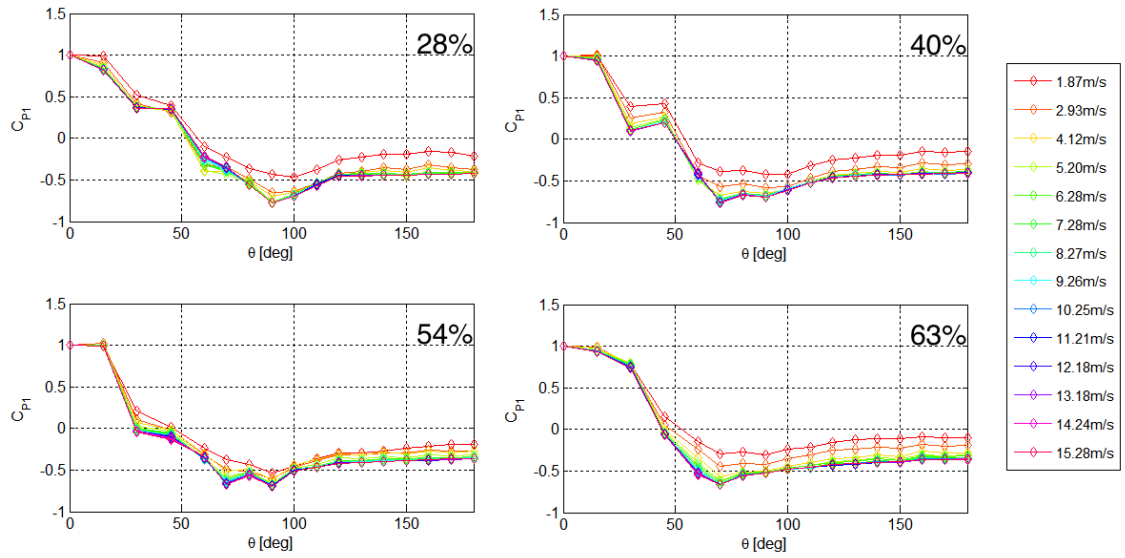 1.5
1
0.5
0
-0.5
-1
C_P1
0
50
100
150
θ [deg]
28%
1.5
1
0.5
0
-0.5
-1
C_P1
0
50
100
150
θ [deg]
40%
1.5
1
0.5
0
-0.5
-1
C_P1
0
50
100
150
θ [deg]
54%
1.5
1
0.5
0
-0.5
-1
C_P1
0
50
100
150
θ [deg]
63%
1.87m/s
2.93m/s
4.12m/s
5.20m/s
6.28m/s
7.28m/s
8.27m/s
9.26m/s
10.25m/s
11.21m/s
12.18m/s
13.18m/s
14.24m/s
15.28m/s